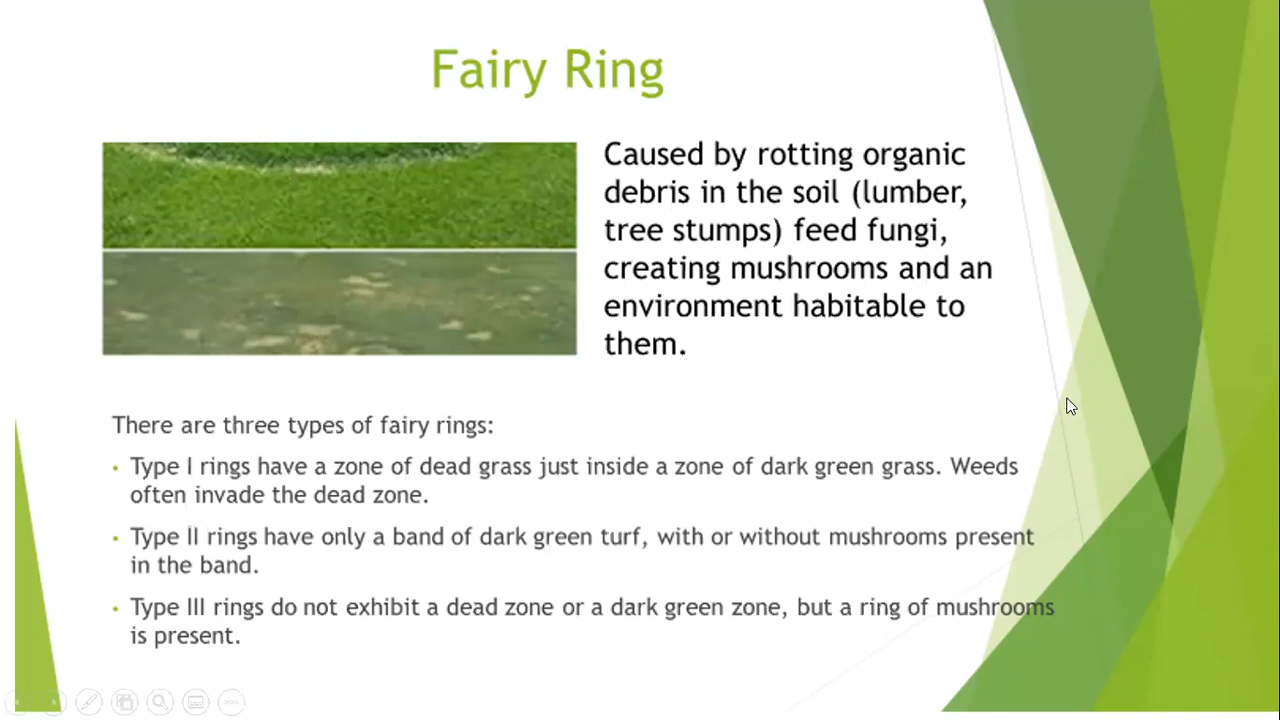 Fairy Ring
Caused by rotting organic
debris in the soil (lumber,
tree stumps) feed fungi,
creating mushrooms and an
environment habitable to
them.
There are three types of fairy rings:
• Type I rings have a zone of dead grass just inside a zone of dark green grass. Weeds
often invade the dead zone.
• Type II rings have only a band of dark green turf, with or without mushrooms present
in the band.
• Type III rings do not exhibit a dead zone or a dark green zone, but a ring of mushrooms
is present.